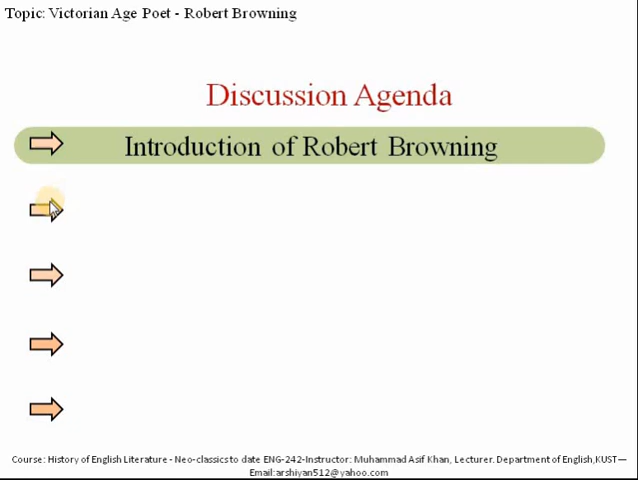 Topic: Victorian Age Poet - Robert Browning
Discussion Agenda
Introduction of Robert Browning
Course: History of English Literature - Neo-classics to date ENG-242-Instructor: Muhammad Asif Khan, Lecturer. Department of English,KUST—
Email:arshiyan512@yahoo.com